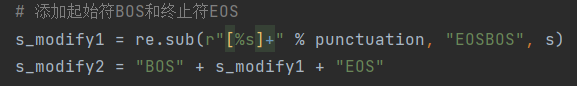 # 添加起始符BOS和终止符EOS
s_modify1 = re.sub(r"[%s]+" % punctuation, "EOSBOS", s)
s_modify2 = "BOS" + s_modify1 + "EOS"